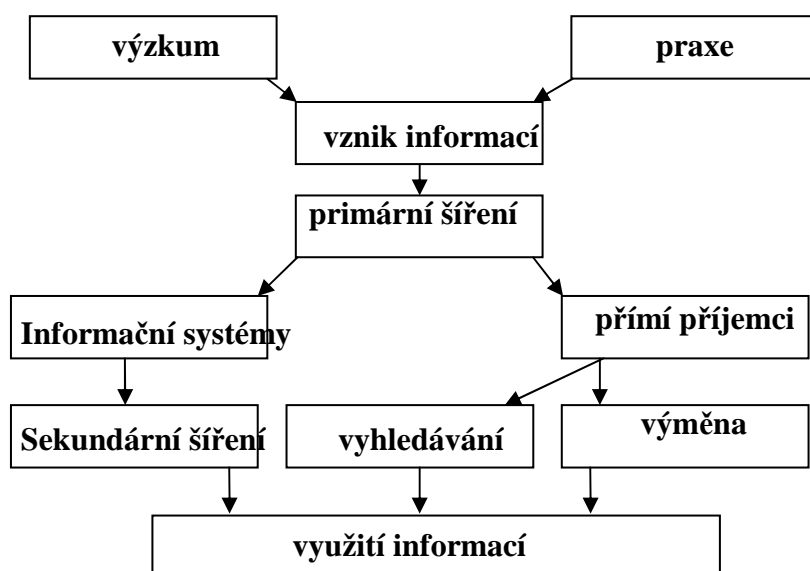 výzkum
praxe
vznik informací
primární šíření
Informační systémy
přímí příjemci
Sekundární šíření
vyhledávání
výměna
využití informací